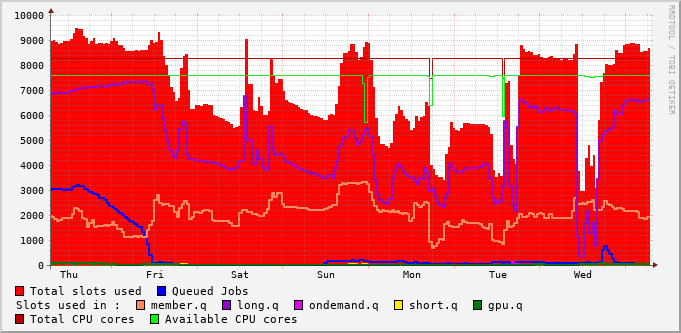 10000
9000
8000
7000
6000
5000
4000
3000
2000
1000
0
Thu Fri Sat Sun Mon Tue Wed
RRDTOOL / TOBI OETIKER
Total slots used Queued Jobs
Slots used in : member.q long.q ondemand.q short.q gpu.q
Total CPU cores Available CPU cores